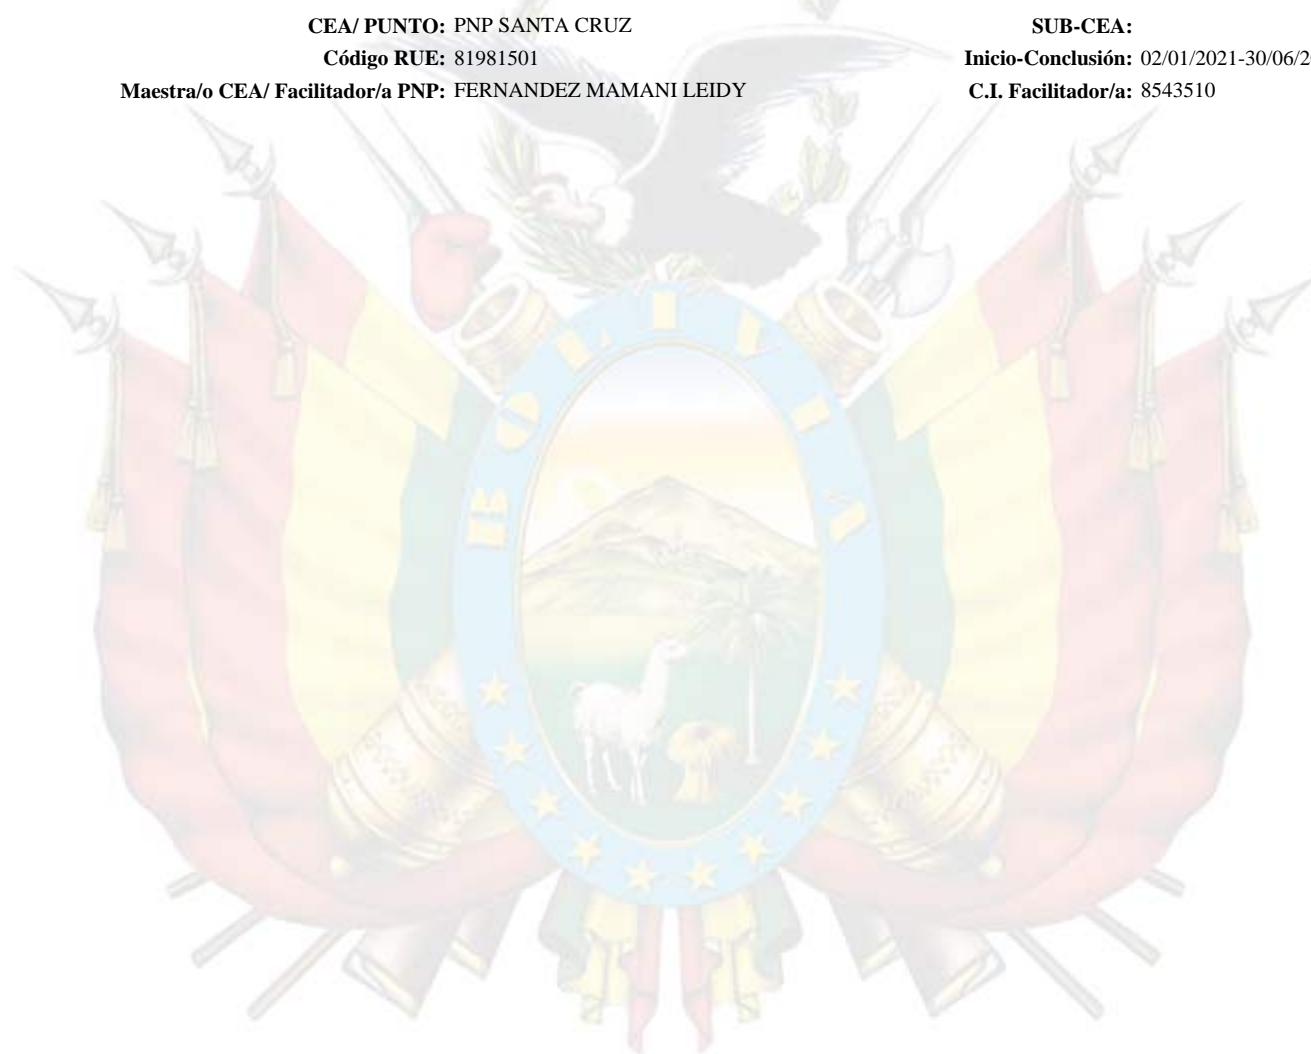 CEA/ PUNTO: PNP SANTA CRUZ SUB-CEA:
Código RUE: 81981501 Inicio-Conclusión: 02/01/2021-30/06/2
Maestra/o CEA/ Facilitador/a PNP: FERNANDEZ MAMANI LEIDY C.I. Facilitador/a: 8543510
BOLIVIA